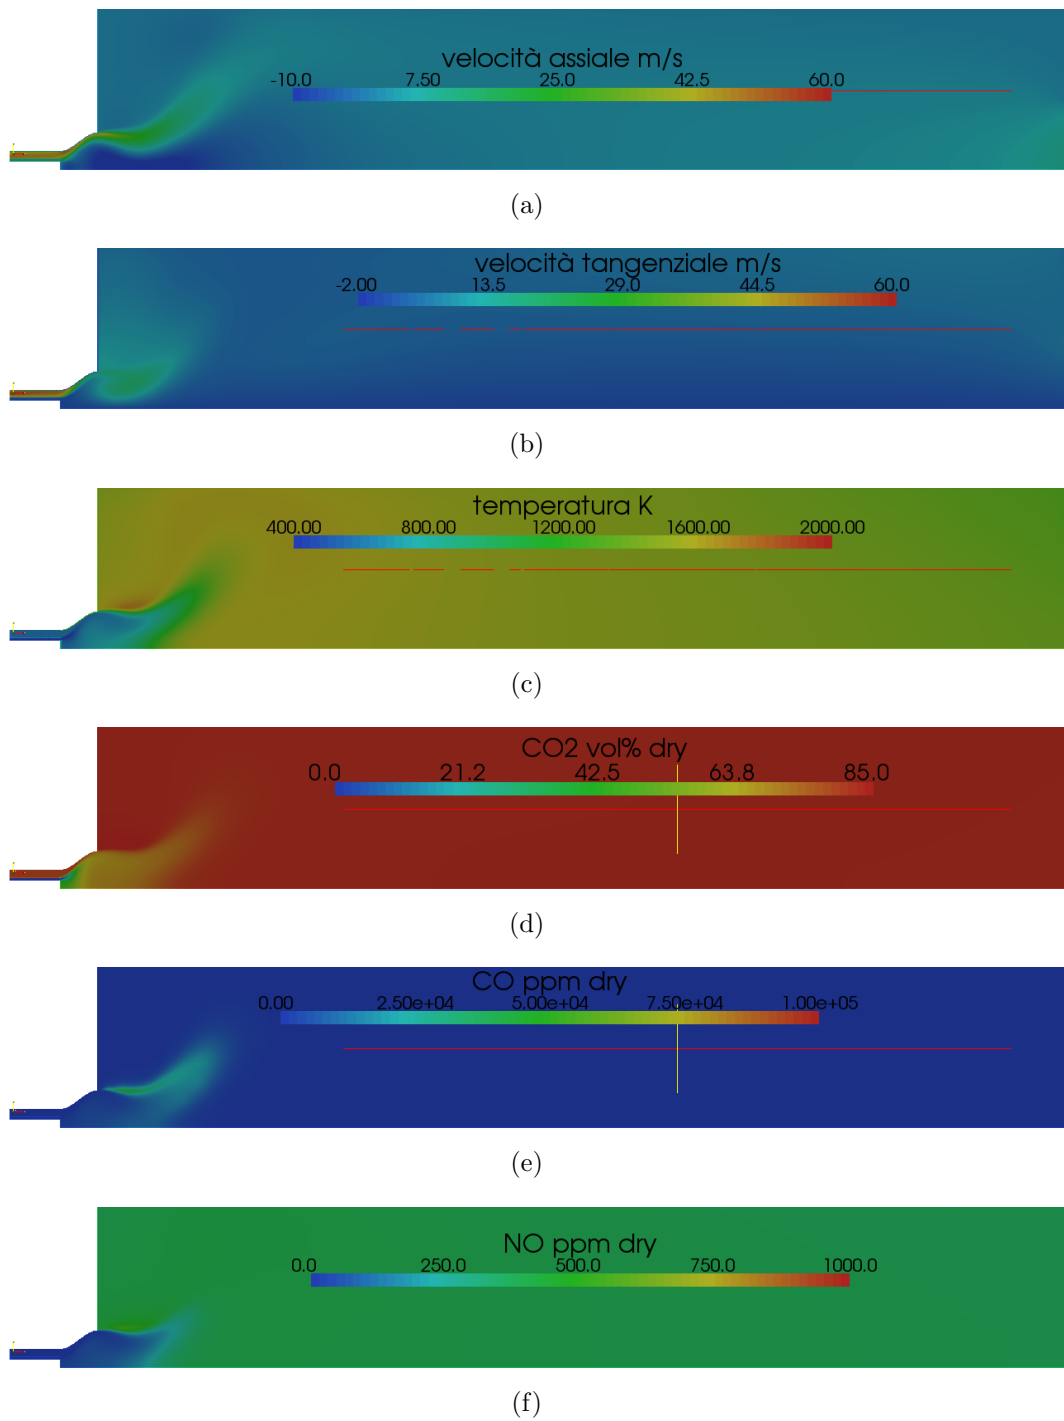 velocità assiale m/s
-10.0 7.50 25.0 42.5 60.0
(a)
velocità tangenziale m/s
-2.00 13.5 29.0 44.5 60.0
(b)
temperatura K
400.00 800.00 1200.00 1600.00 2000.00
(c)
CO2 vol% dry
0.0 21.2 42.5 63.8 85.0
(d)
CO ppm dry
0.00 2.50e+04 5.00e+04 7.50e+04 1.00e+05
(e)
NO ppm dry
0.0 250.0 500.0 750.0 1000.0
(f)